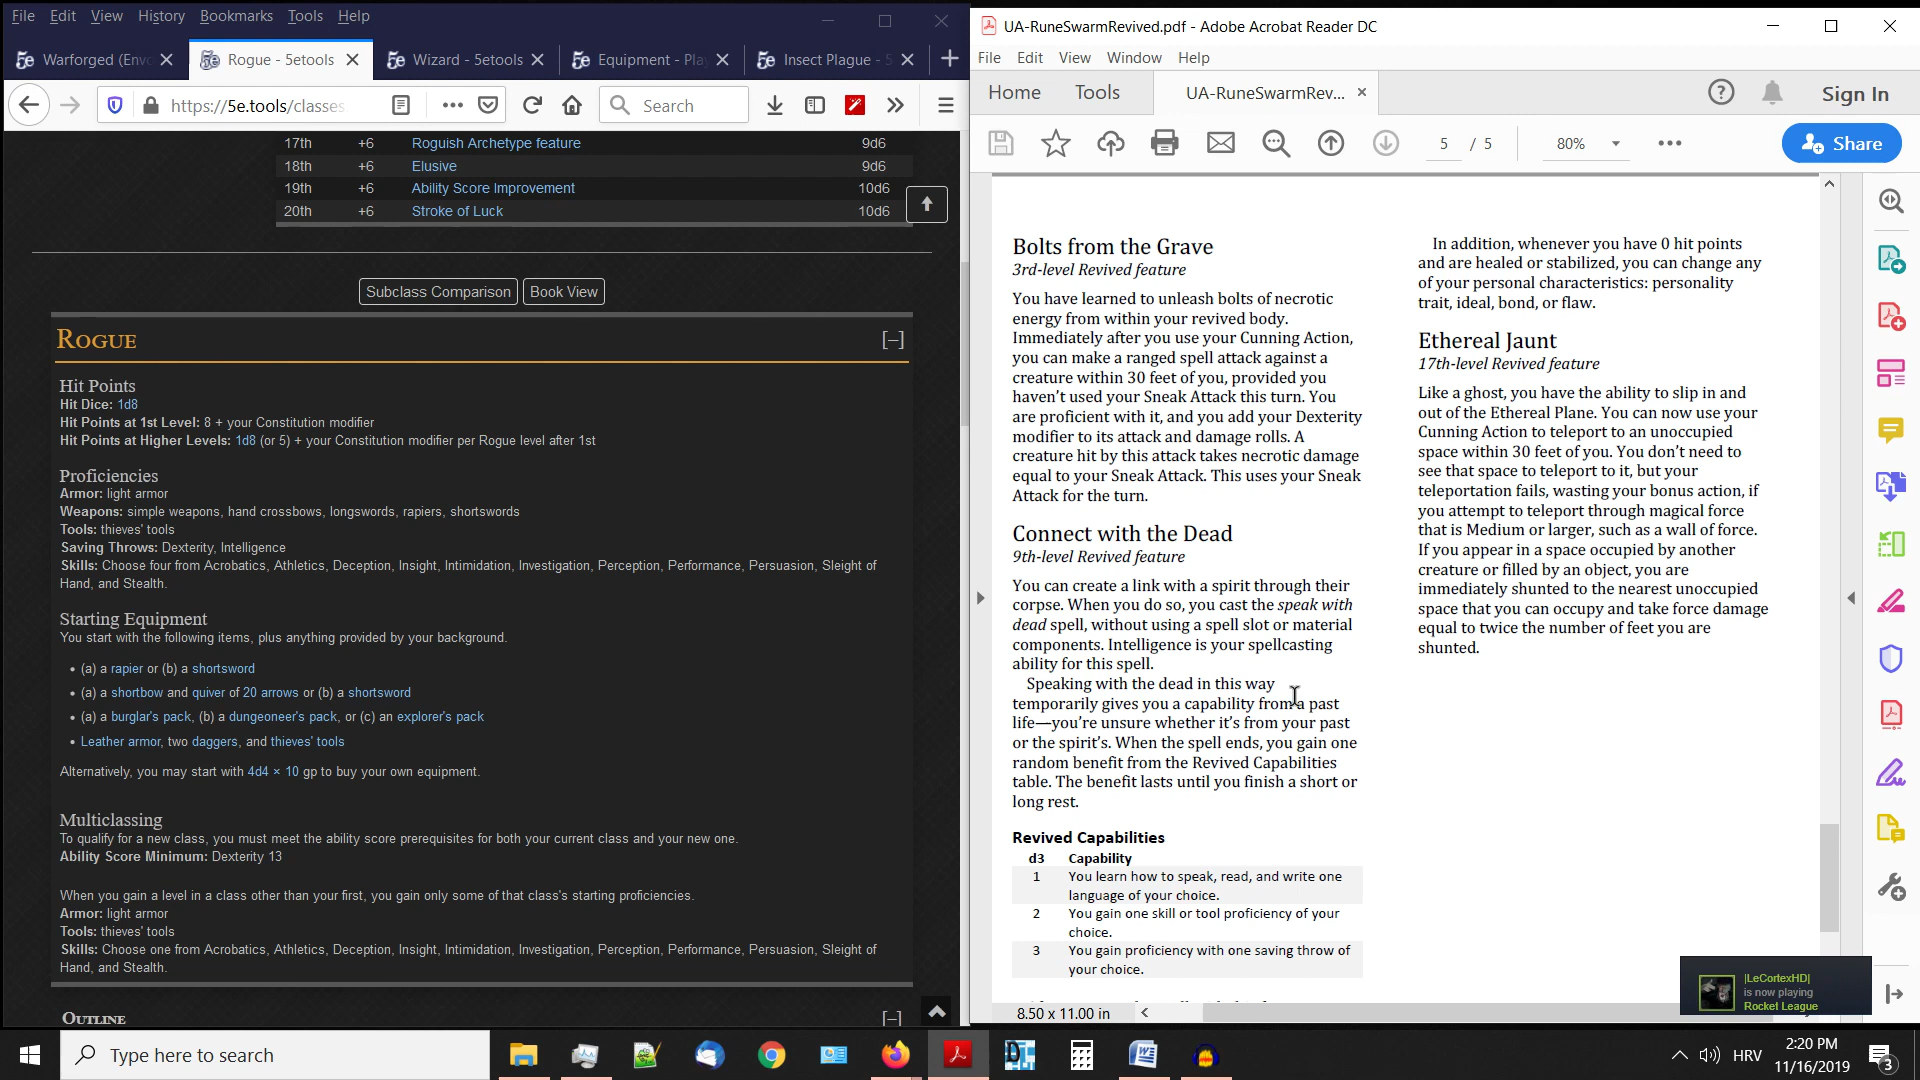 File Edit View History Bookmarks Tools Help
Warforged (Envo
Rogue - 5etools
Wizard - 5etools
Equipment - Pla
Insect Plague - 5
https://5e.tools/classes
Search
17th +6 Roguish Archetype feature 9d6
18th +6 Elusive 9d6
19th +6 Ability Score Improvement 10d6
20th +6 Stroke of Luck 10d6
Subclass Comparison Book View
ROGUE [–]
Hit Points
Hit Dice: 1d8
Hit Points at 1st Level: 8 + your Constitution modifier
Hit Points at Higher Levels: 1d8 (or 5) + your Constitution modifier per Rogue level after 1st
Proficiencies
Armor: light armor
Weapons: simple weapons, hand crossbows, longswords, rapiers, shortswords
Tools: thieves' tools
Saving Throws: Dexterity, Intelligence
Skills: Choose four from Acrobatics, Athletics, Deception, Insight, Intimidation, Investigation, Perception, Performance, Persuasion, Sleight of
Hand, and Stealth.
Starting Equipment
You start with the following items, plus anything provided by your background.
• (a) a rapier or (b) a shortsword
• (a) a shortbow and quiver of 20 arrows or (b) a shortsword
• (a) a burglar's pack, (b) a dungeoneer's pack, or (c) an explorer's pack
• Leather armor, two daggers, and thieves' tools
Alternatively, you may start with 4d4 × 10 gp to buy your own equipment.
Multiclassing
To qualify for a new class, you must meet the ability score prerequisites for both your current class and your new one.
Ability Score Minimum: Dexterity 13
When you gain a level in a class other than your first, you gain only some of that class's starting proficiencies.
Armor: light armor
Tools: thieves' tools
Skills: Choose one from Acrobatics, Athletics, Deception, Insight, Intimidation, Investigation, Perception, Performance, Persuasion, Sleight of
Hand, and Stealth.
OUTLINE [–]
UA-RuneSwarmRevived.pdf - Adobe Acrobat Reader DC
File Edit View Window Help
Home Tools UA-RuneSwarmRev... Sign In
5 / 5 80% Share
Bolts from the Grave
3rd-level Revived feature
You have learned to unleash bolts of necrotic
energy from within your revived body.
Immediately after you use your Cunning Action,
you can make a ranged spell attack against a
creature within 30 feet of you, provided you
haven't used your Sneak Attack this turn. You
are proficient with it, and you add your Dexterity
modifier to its attack and damage rolls. A
creature hit by this attack takes necrotic damage
equal to your Sneak Attack. This uses your Sneak
Attack for the turn.
Connect with the Dead
9th-level Revived feature
You can create a link with a spirit through their
corpse. When you do so, you cast the speak with
dead spell, without using a spell slot or material
components. Intelligence is your spellcasting
ability for this spell.
Speaking with the dead in this way
temporarily gives you a capability from a past
life—you're unsure whether it's from your past
or the spirit's. When the spell ends, you gain one
random benefit from the Revived Capabilities
table. The benefit lasts until you finish a short or
long rest.
Revived Capabilities
d3 Capability
1 You learn how to speak, read, and write one
language of your choice.
2 You gain one skill or tool proficiency of your
choice.
3 You gain proficiency with one saving throw of
your choice.
In addition, whenever you have 0 hit points
and are healed or stabilized, you can change any
of your personal characteristics: personality
trait, ideal, bond, or flaw.
Ethereal Jaunt
17th-level Revived feature
Like a ghost, you have the ability to slip in and
out of the Ethereal Plane. You can now use your
Cunning Action to teleport to an unoccupied
space within 30 feet of you. You don't need to
see that space to teleport to it, but your
teleportation fails, wasting your bonus action, if
you attempt to teleport through magical force
that is Medium or larger, such as a wall of force.
If you appear in a space occupied by another
creature or filled by an object, you are
immediately shunted to the nearest unoccupied
space that you can occupy and take force damage
equal to twice the number of feet you are
shunted.
|LeCortexHD|
is now playing
Rocket League
8.50 x 11.00 in
Type here to search
HRV
2:20 PM
11/16/2019
3